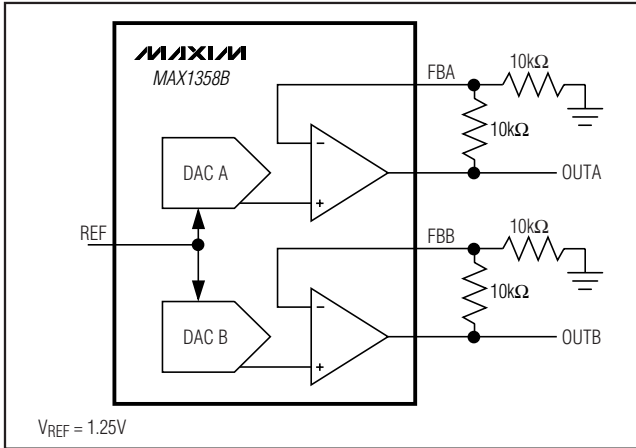 MAXIM
MAX1358B
FBA
10kΩ
10kΩ
DAC A
−
+
OUTA
REF
FBB
10kΩ
10kΩ
DAC B
−
+
OUTB
VREF = 1.25V